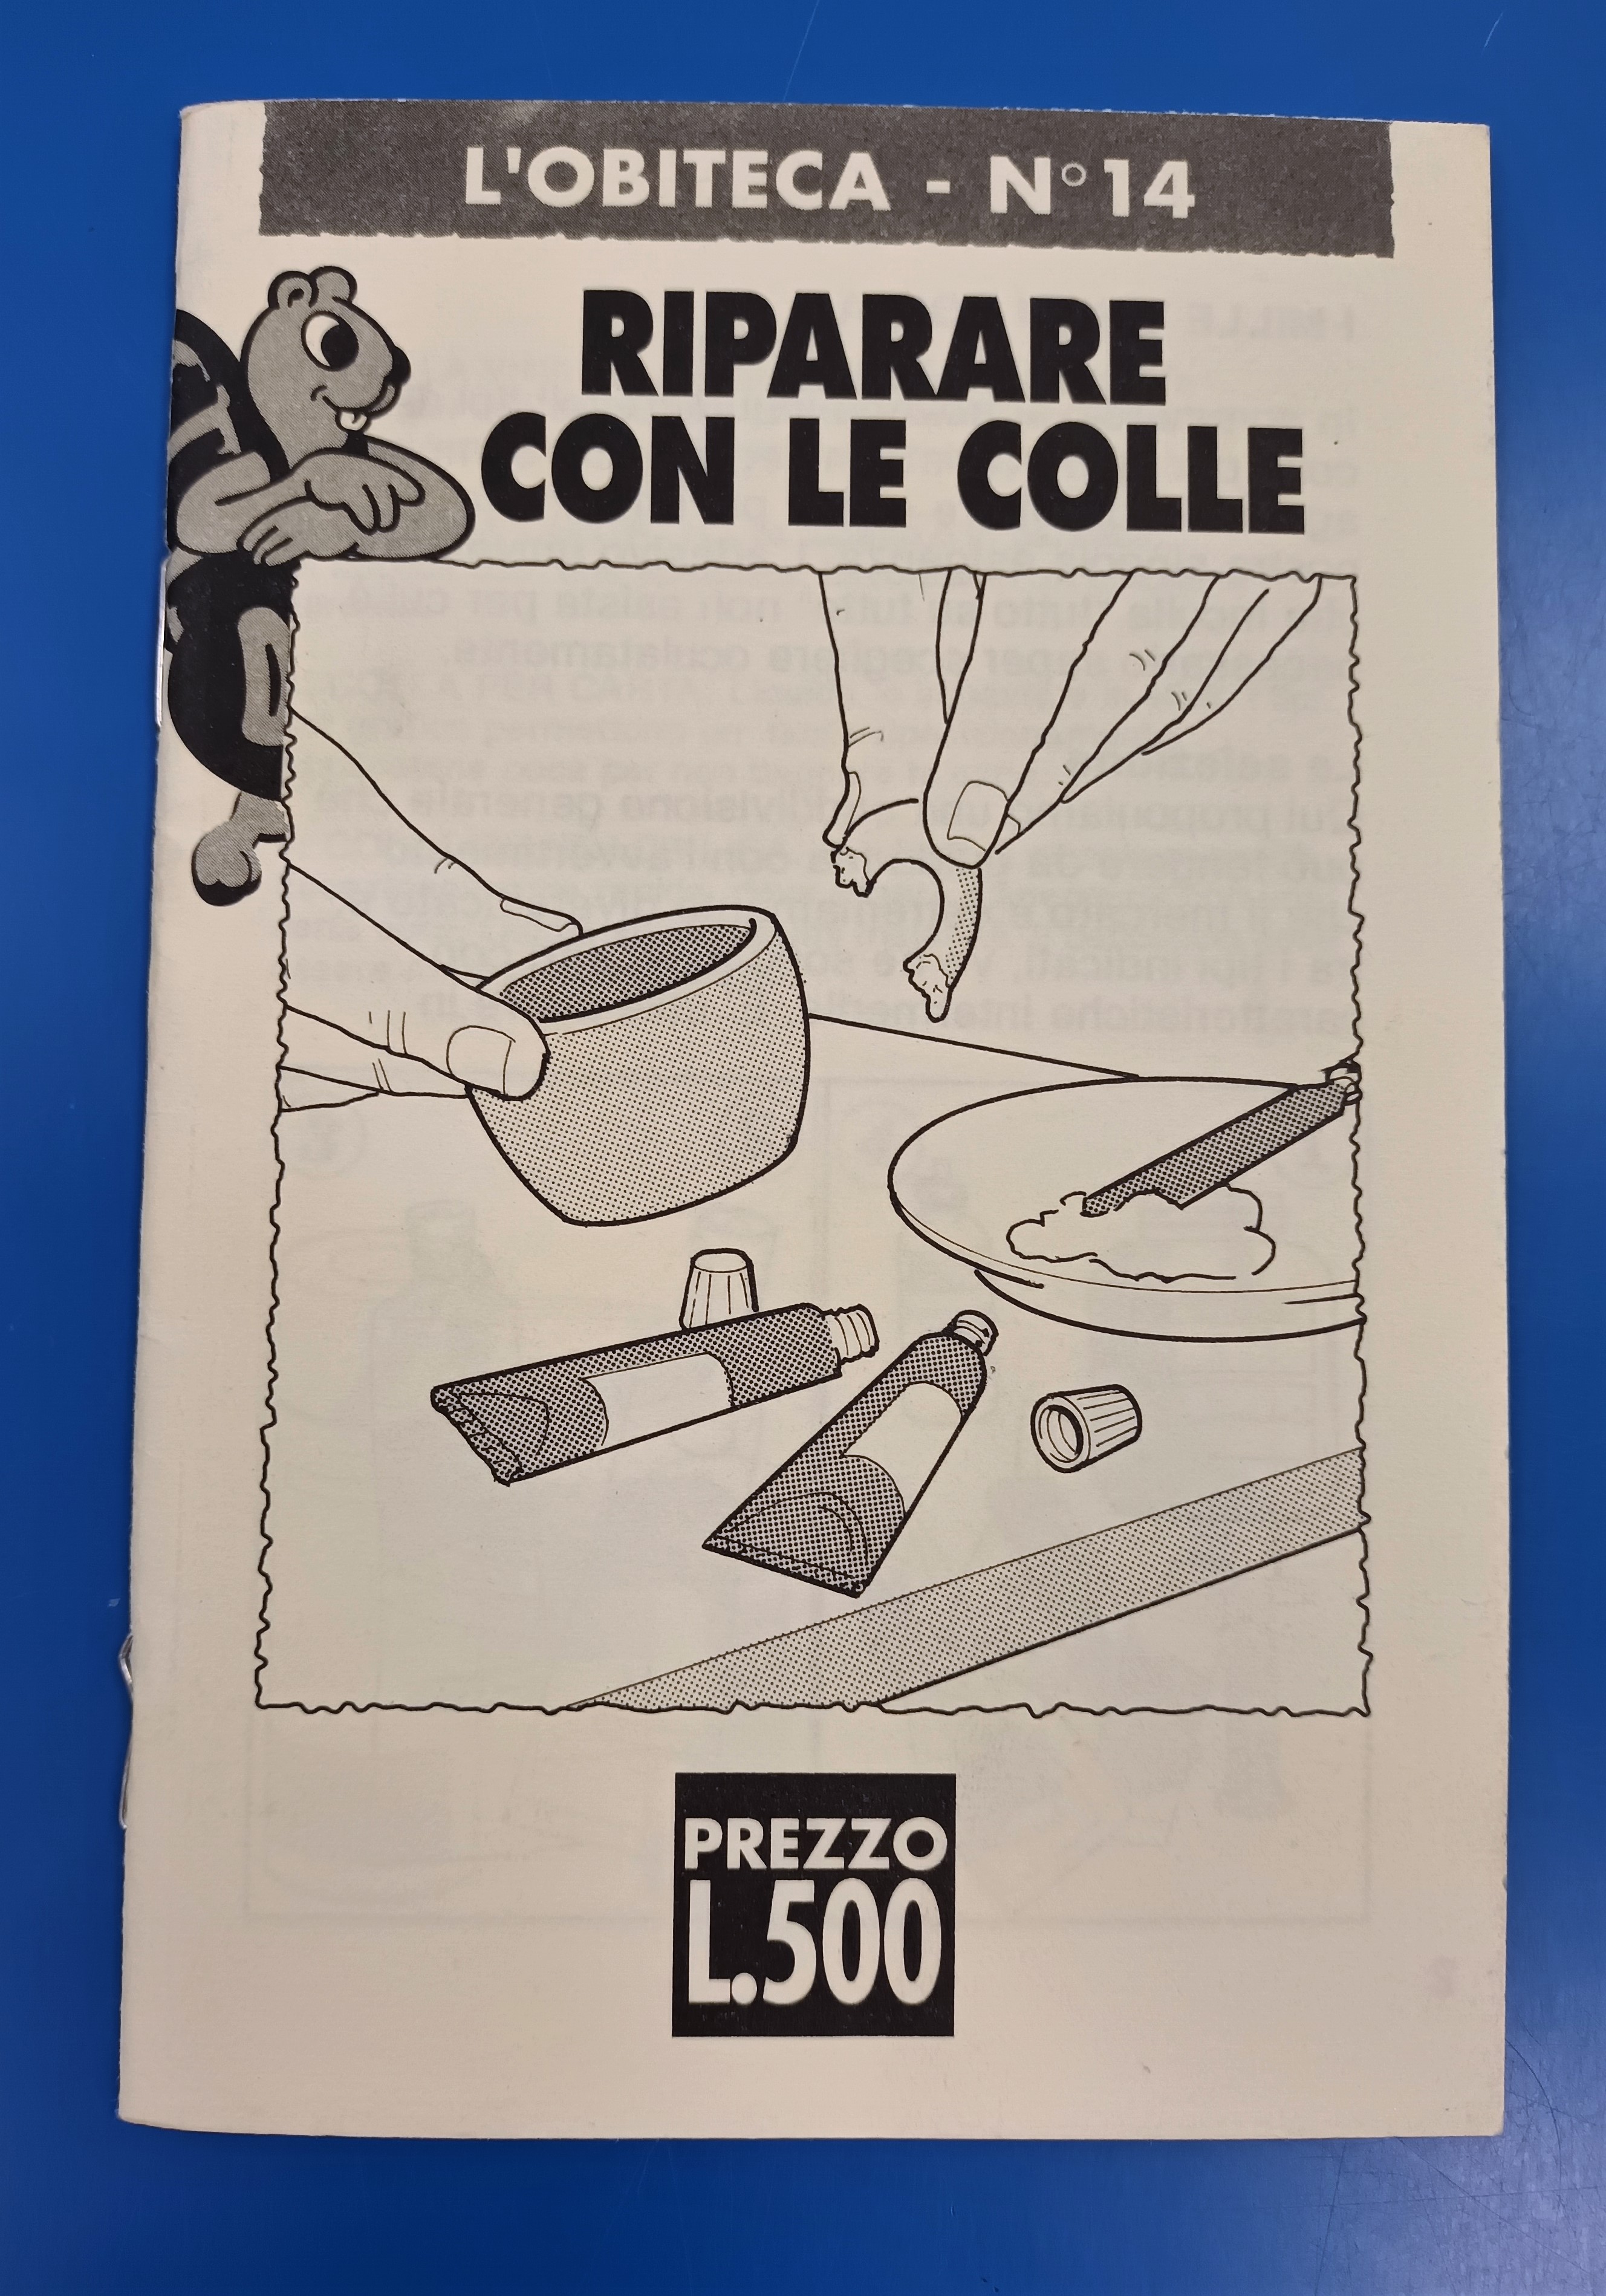 L'OBITECA - N°14
RIPARARE
CON LE COLLE
PREZZO
L.500